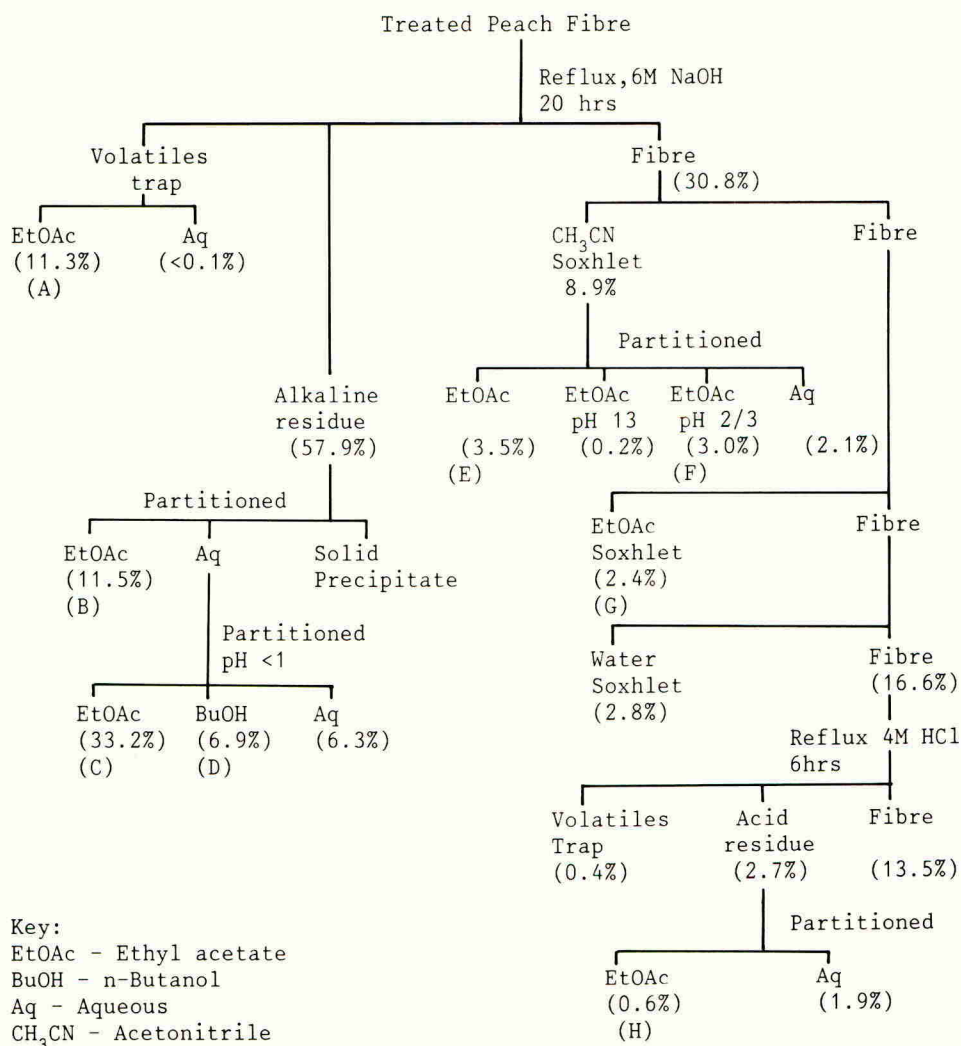 Treated Peach Fibre
Reflux,6M NaOH
20 hrs
Volatiles
trap
EtOAc
(11.3%)
(A)
Aq
(<0.1%)
Alkaline
residue
(57.9%)
Partitioned
EtOAc
(11.5%)
(B)
Aq
Solid
Precipitate
Partitioned
pH <1
EtOAc
(33.2%)
(C)
BuOH
(6.9%)
(D)
Aq
(6.3%)
Fibre
(30.8%)
CH₃CN
Soxhlet
8.9%
Fibre
Partitioned
EtOAc
(3.5%)
(E)
EtOAc
pH 13
(0.2%)
EtOAc
pH 2/3
(3.0%)
(F)
Aq
(2.1%)
EtOAc
Soxhlet
(2.4%)
(G)
Fibre
Water
Soxhlet
(2.8%)
Fibre
(16.6%)
Reflux 4M HCl
6hrs
Volatiles
Trap
(0.4%)
Acid
residue
(2.7%)
Fibre
(13.5%)
Partitioned
EtOAc
(0.6%)
(H)
Aq
(1.9%)
Key:
EtOAc - Ethyl acetate
BuOH - n-Butanol
Aq - Aqueous
CH₃CN - Acetonitrile